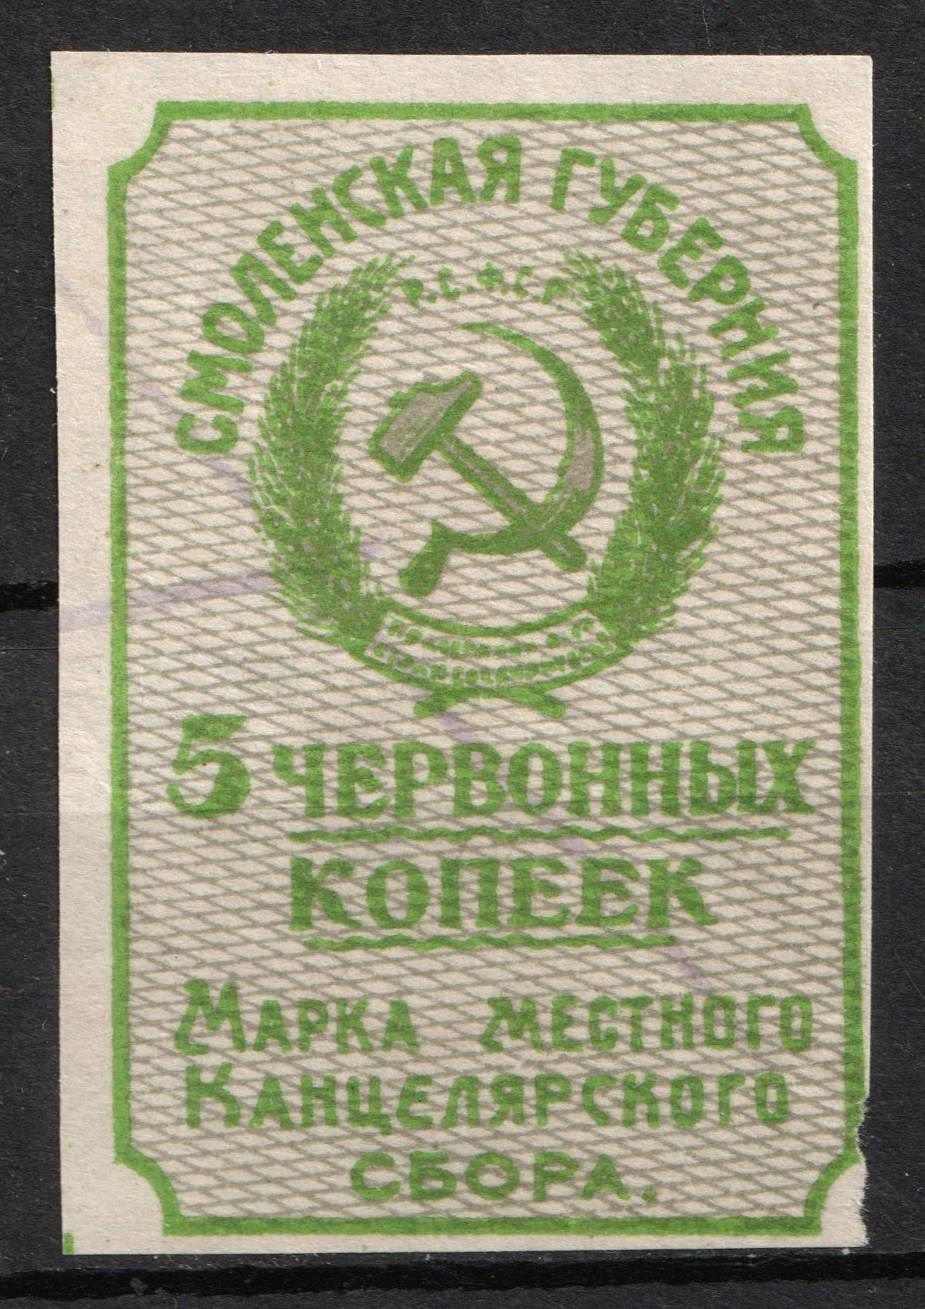 СМОЛЕНСКАЯ ГУБЕРНИЯ
Р.С.Ф.С.Р
5 ЧЕРВОННЫХ
КОПЕЕК
МАРКА МЕСТНОГО
КАНЦЕЛЯРСКОГО
СБОРА.